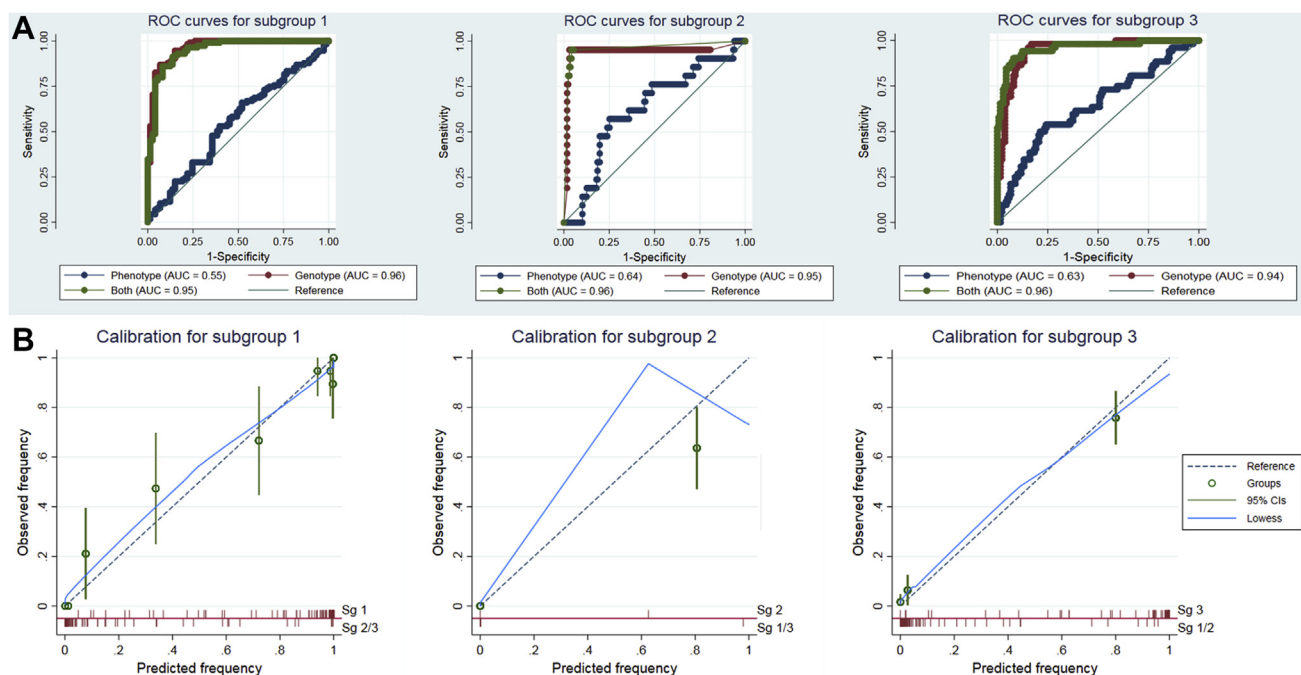 A
ROC curves for subgroup 1
ROC curves for subgroup 2
ROC curves for subgroup 3
Sensitivity
1.00
0.75
0.50
0.25
0.00
0.00 0.25 0.50 0.75 1.00
1-Specificity
Phenotype (AUC = 0.55)
Genotype (AUC = 0.96)
Both (AUC = 0.95)
Reference
Sensitivity
1.00
0.75
0.50
0.25
0.00
0.00 0.25 0.50 0.75 1.00
1-Specificity
Phenotype (AUC = 0.64)
Genotype (AUC = 0.95)
Both (AUC = 0.96)
Reference
Sensitivity
1.00
0.75
0.50
0.25
0.00
0.00 0.25 0.50 0.75 1.00
1-Specificity
Phenotype (AUC = 0.63)
Genotype (AUC = 0.94)
Both (AUC = 0.96)
Reference
B
Calibration for subgroup 1
Calibration for subgroup 2
Calibration for subgroup 3
Observed frequency
1
.8
.6
.4
.2
0
Sg 1
Sg 2/3
0 .2 .4 .6 .8 1
Predicted frequency
Observed frequency
1
.8
.6
.4
.2
0
Sg 2
Sg 1/3
0 .2 .4 .6 .8 1
Predicted frequency
Observed frequency
1
.8
.6
.4
.2
0
Sg 3
Sg 1/2
0 .2 .4 .6 .8 1
Predicted frequency
Reference
Groups
95% CIs
Lowess